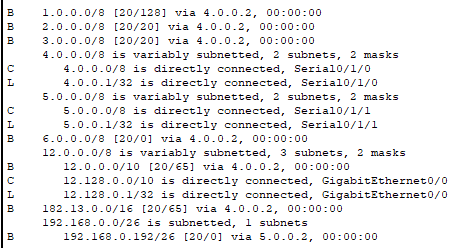 B 1.0.0.0/8 [20/128] via 4.0.0.2, 00:00:00
B 2.0.0.0/8 [20/20] via 4.0.0.2, 00:00:00
B 3.0.0.0/8 [20/20] via 4.0.0.2, 00:00:00
4.0.0.0/8 is variably subnetted, 2 subnets, 2 masks
C 4.0.0.0/8 is directly connected, Serial0/1/0
L 4.0.0.1/32 is directly connected, Serial0/1/0
5.0.0.0/8 is variably subnetted, 2 subnets, 2 masks
C 5.0.0.0/8 is directly connected, Serial0/1/1
L 5.0.0.1/32 is directly connected, Serial0/1/1
B 6.0.0.0/8 [20/0] via 4.0.0.2, 00:00:00
12.0.0.0/8 is variably subnetted, 3 subnets, 2 masks
B 12.0.0.0/10 [20/65] via 4.0.0.2, 00:00:00
C 12.128.0.0/10 is directly connected, GigabitEthernet0/0
L 12.128.0.1/32 is directly connected, GigabitEthernet0/0
B 182.13.0.0/16 [20/65] via 4.0.0.2, 00:00:00
192.168.0.0/26 is subnetted, 1 subnets
B 192.168.0.192/26 [20/0] via 5.0.0.2, 00:00:00